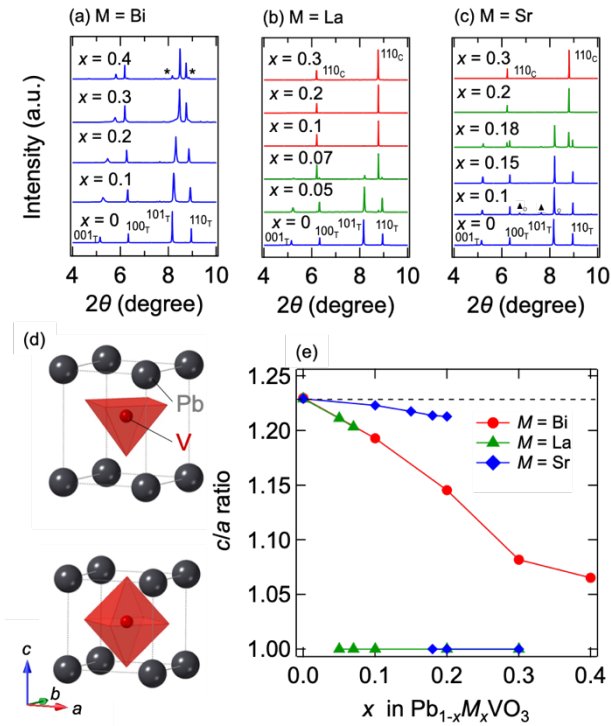 (a) M = Bi
(b) M = La
(c) M = Sr
Intensity (a.u.)
x = 0.4
* *
x = 0.3
x = 0.2
x = 0.1
x = 0
001T 100T 101T 110T
4 6 8 10
2θ (degree)
110C
x = 0.3
110C
x = 0.2
x = 0.1
x = 0.07
x = 0.05
x = 0
001T 100T 101T 110T
4 6 8 10
2θ (degree)
110C
x = 0.3
110C
x = 0.2
x = 0.18
x = 0.15
x = 0.1
x = 0
001T 100T 101T 110T
4 6 8 10
2θ (degree)
(d)
Pb
V
c
b
a
(e)
1.25
1.20
1.15
1.10
1.05
1.00
c/a ratio
M = Bi
M = La
M = Sr
0.0 0.1 0.2 0.3 0.4
x in Pb1-xMxVO3